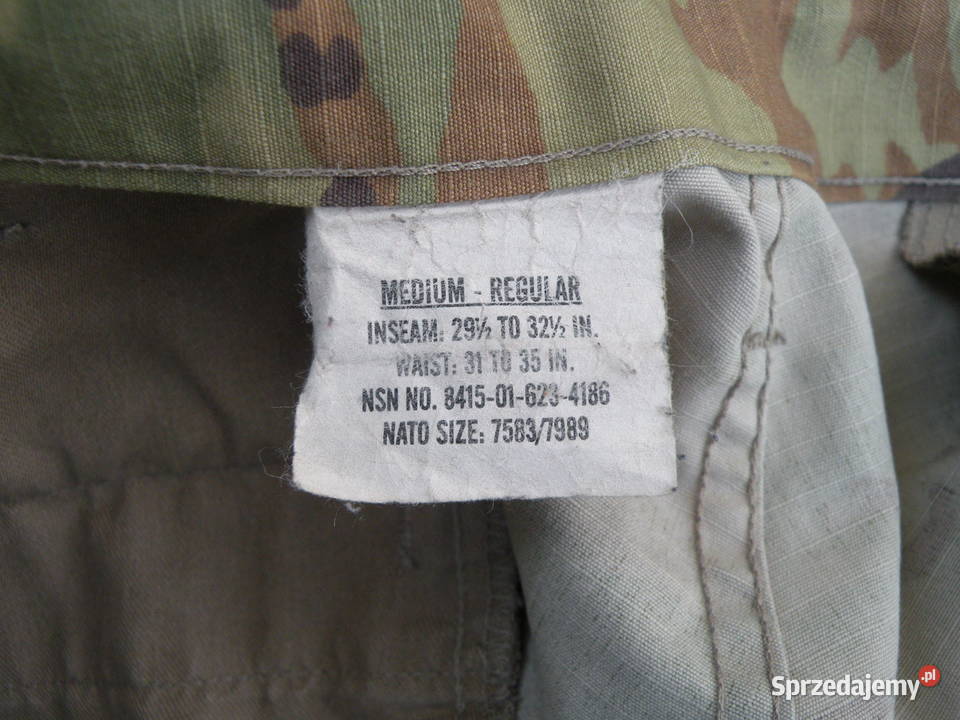 MEDIUM - REGULAR
INSEAM: 29½ TO 32½ IN.
WAIST: 31 TO 35 IN.
NSN NO. 8415-01-623-4186
NATO SIZE: 7583/7989
Sprzedajemy.pl